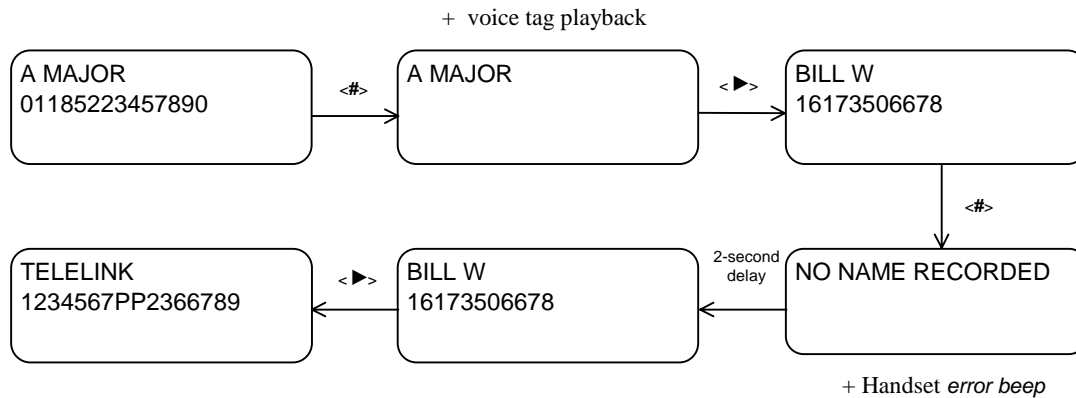 + voice tag playback
A MAJOR
01185223457890
<#>
A MAJOR
<►>
BILL W
16173506678
<#>
NO NAME RECORDED
+ Handset error beep
2-second
delay
BILL W
16173506678
<►>
TELELINK
1234567PP2366789